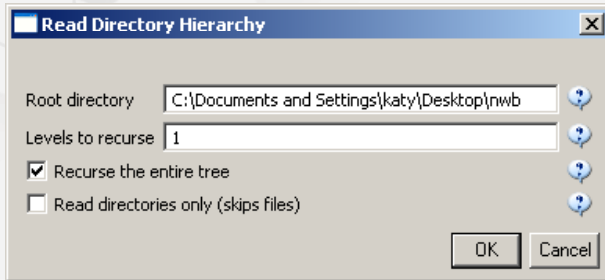 Read Directory Hierarchy
Root directory C:\Documents and Settings\katy\Desktop\nwb
Levels to recurse 1
Recurse the entire tree
Read directories only (skips files)
OK Cancel